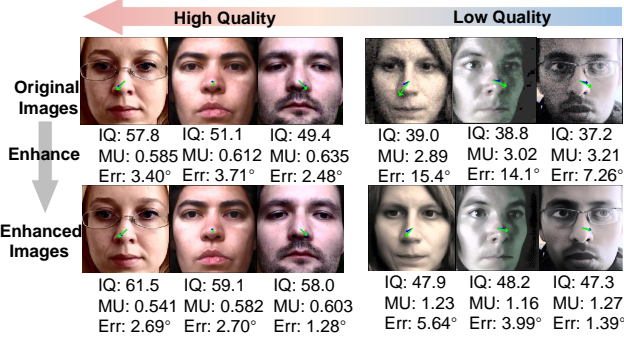 High Quality
Low Quality
Original
Images
IQ: 57.8
IQ: 51.1
IQ: 49.4
IQ: 39.0
IQ: 38.8
IQ: 37.2
Enhance
MU: 0.585
MU: 0.612
MU: 0.635
MU: 2.89
MU: 3.02
MU: 3.21
Err: 3.40°
Err: 3.71°
Err: 2.48°
Err: 15.4°
Err: 14.1°
Err: 7.26°
Enhanced
Images
IQ: 61.5
IQ: 59.1
IQ: 58.0
IQ: 47.9
IQ: 48.2
IQ: 47.3
MU: 0.541
MU: 0.582
MU: 0.603
MU: 1.23
MU: 1.16
MU: 1.27
Err: 2.69°
Err: 2.70°
Err: 1.28°
Err: 5.64°
Err: 3.99°
Err: 1.39°